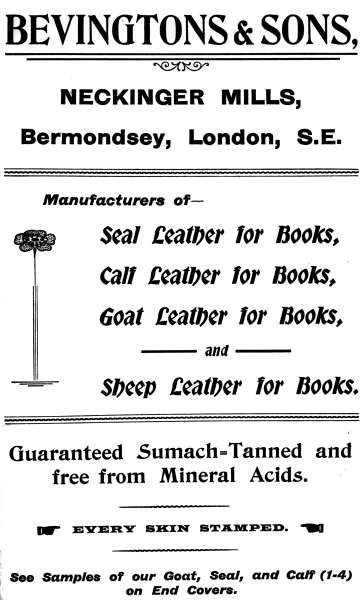 BEVINGTONS & SONS,
NECKINGER MILLS,
Bermondsey, London, S.E.
Manufacturers of—
Seal Leather for Books,
Calf Leather for Books,
Goat Leather for Books,
and
Sheep Leather for Books.
Guaranteed Sumach=Tanned and
free from Mineral Acids.
EVERY SKIN STAMPED.
See Samples of our Goat, Seal, and Calf (1-4)
on End Covers.